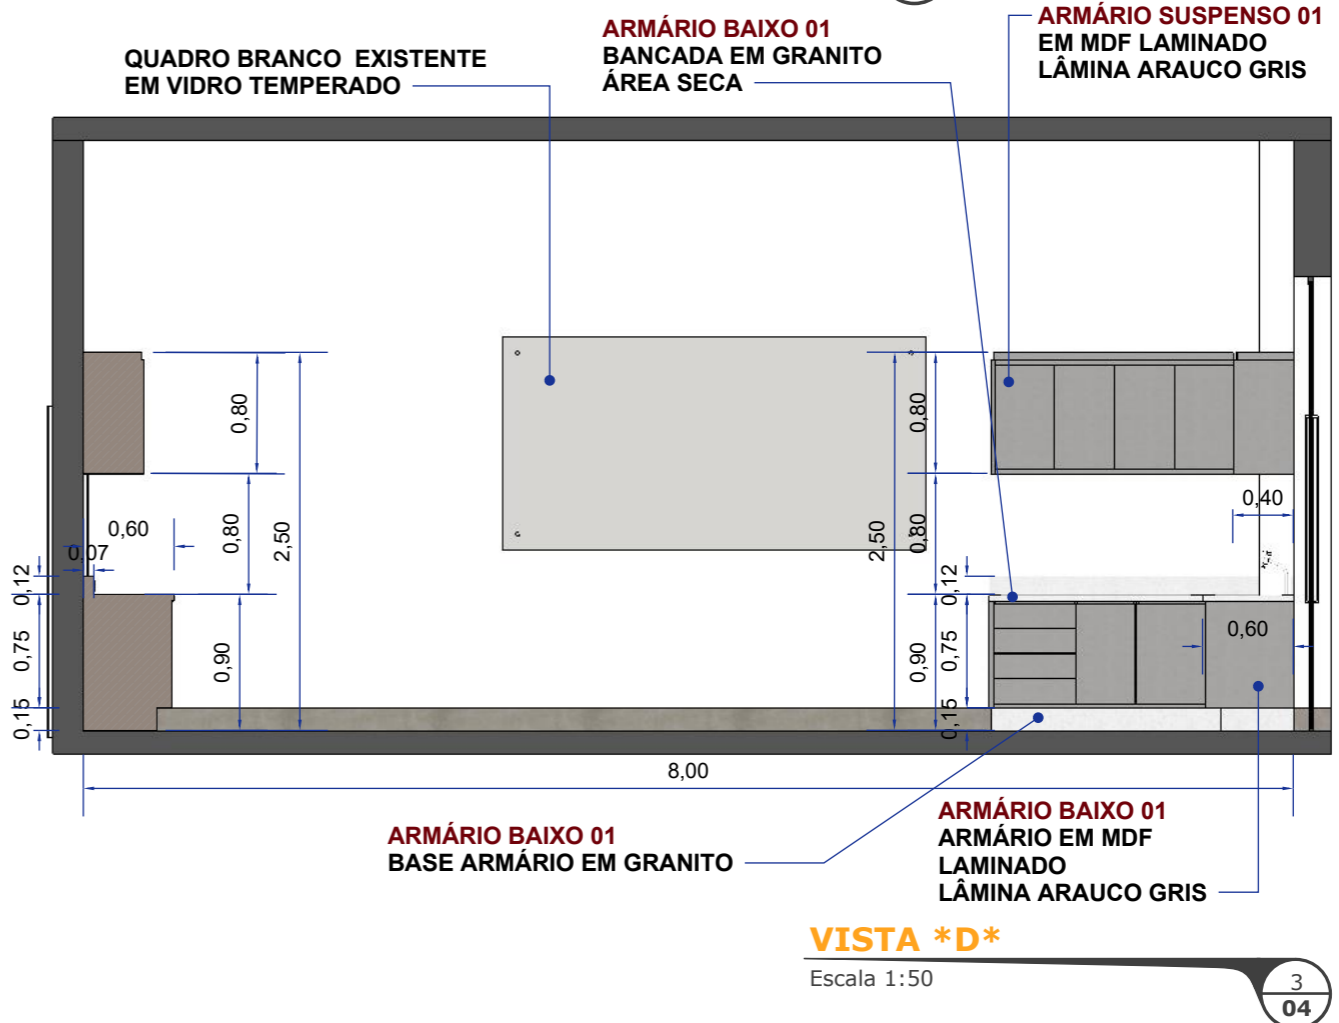 ARMÁRIO BAIXO 01
BANCADA EM GRANITO
ÁREA SECA
ARMÁRIO SUSPENSO 01
EM MDF LAMINADO
LÂMINA ARAUCO GRIS
QUADRO BRANCO  EXISTENTE
EM VIDRO TEMPERADO
0,80
0,80
2,50
0,60
0,07
0,12
0,75
0,15
0,90
0,80
0,80
2,50
0,12
0,90
0,75
0,15
0,40
0,60
8,00
ARMÁRIO BAIXO 01
BASE ARMÁRIO EM GRANITO
ARMÁRIO BAIXO 01
ARMÁRIO EM MDF
LAMINADO
LÂMINA ARAUCO GRIS
VISTA *D*
Escala 1:50
3
04